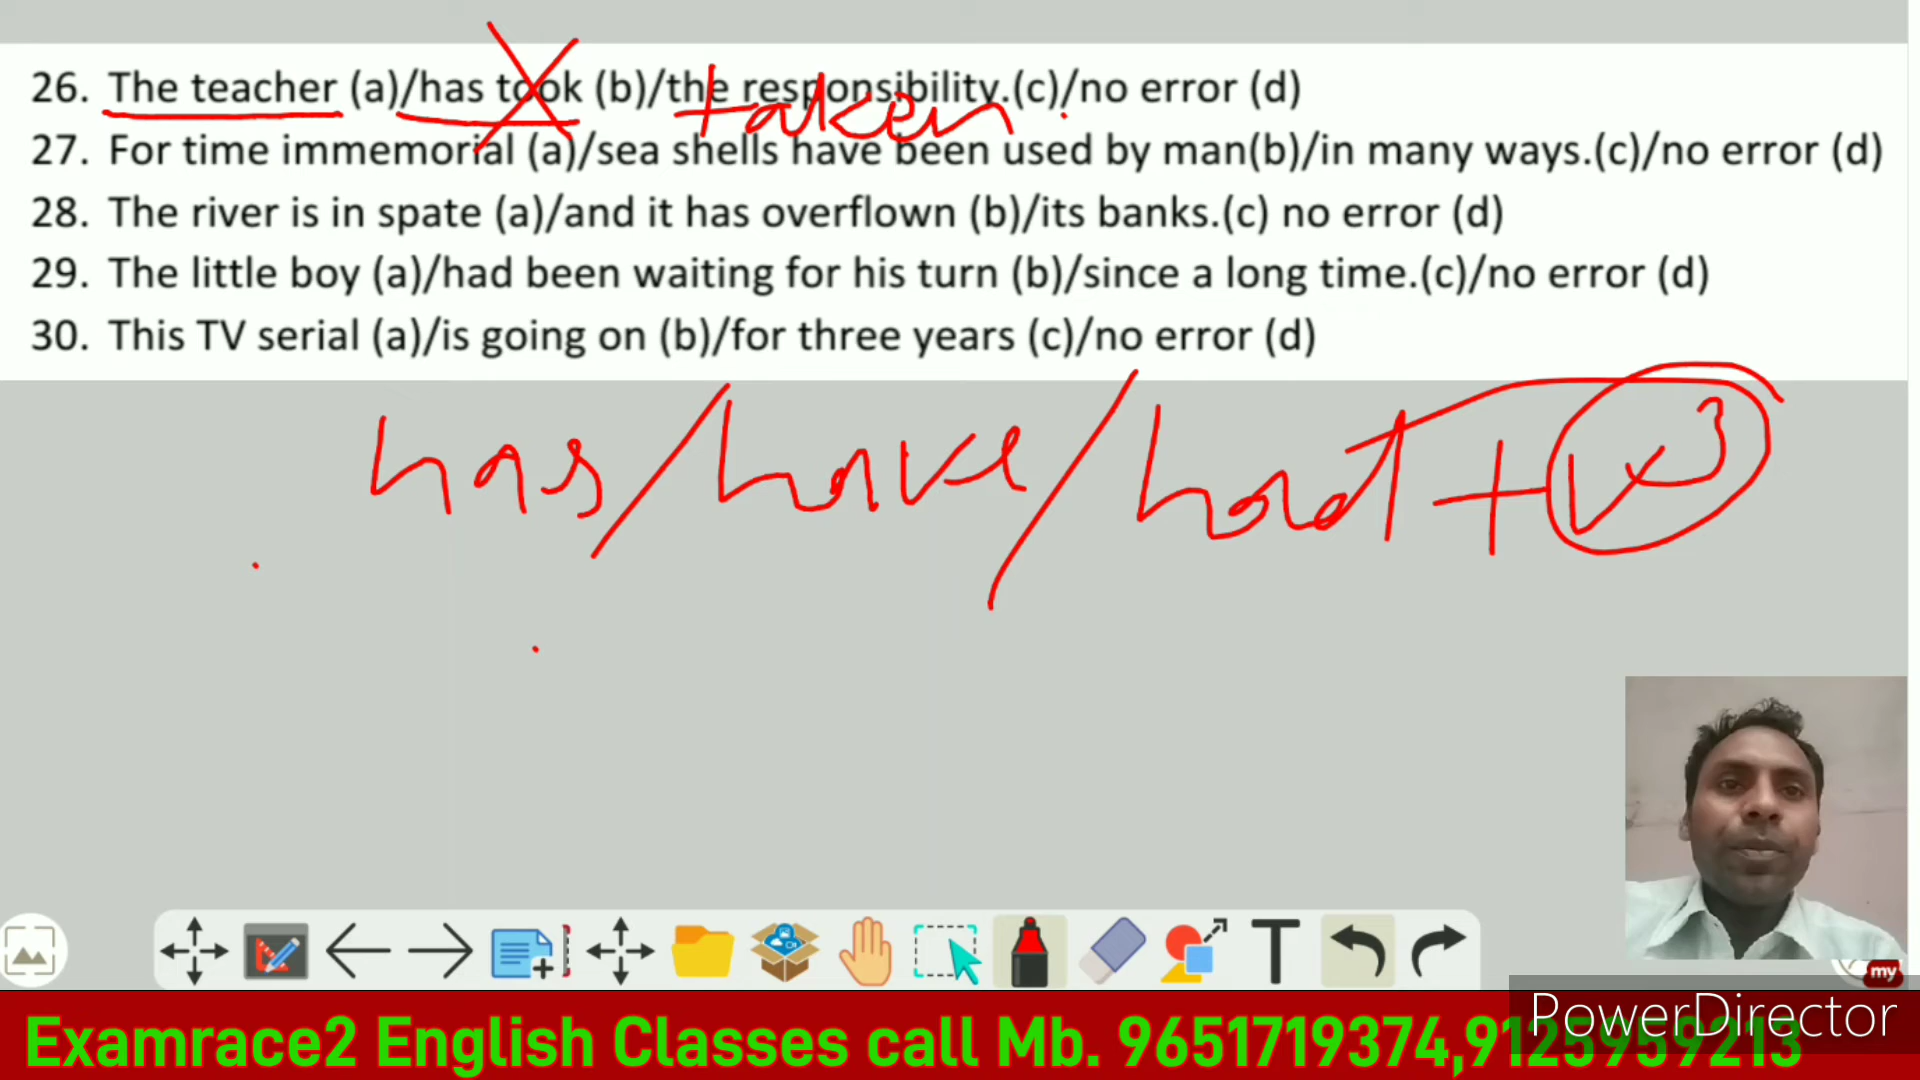 26. The teacher (a)/has took (b)/the responsibility.(c)/no error (d)
taken
27. For time immemorial (a)/sea shells have been used by man(b)/in many ways.(c)/no error (d)
28. The river is in spate (a)/and it has overflown (b)/its banks.(c) no error (d)
29. The little boy (a)/had been waiting for his turn (b)/since a long time.(c)/no error (d)
30. This TV serial (a)/is going on (b)/for three years (c)/no error (d)
has/have/had + V3
T
my
PowerDirector
Examrace2 English Classes call Mb. 9651719374,9125959213